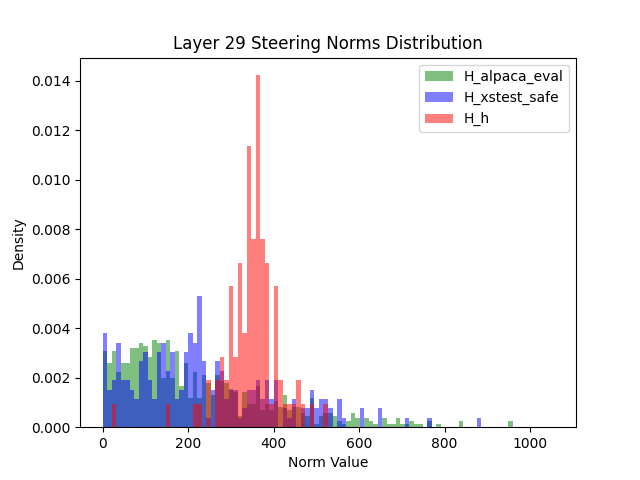 Layer 29 Steering Norms Distribution
H_alpaca_eval
H_xstest_safe
H_h
0.014
0.012
0.010
0.008
0.006
0.004
0.002
0.000
Density
0
200
400
600
800
1000
Norm Value